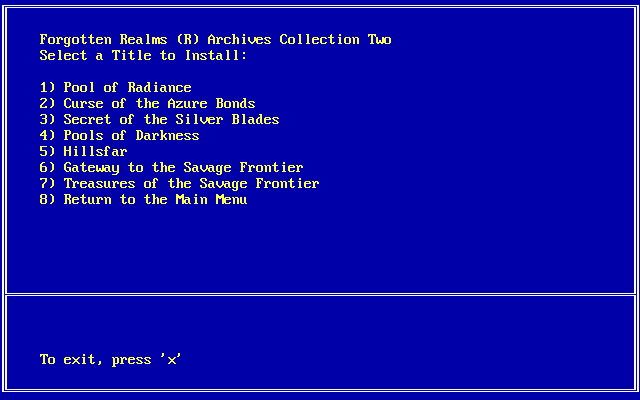 Forgotten Realms (R) Archives Collection Two
Select a Title to Install:
1) Pool of Radiance
2) Curse of the Azure Bonds
3) Secret of the Silver Blades
4) Pools of Darkness
5) Hillsfar
6) Gateway to the Savage Frontier
7) Treasures of the Savage Frontier
8) Return to the Main Menu
To exit, press 'x'